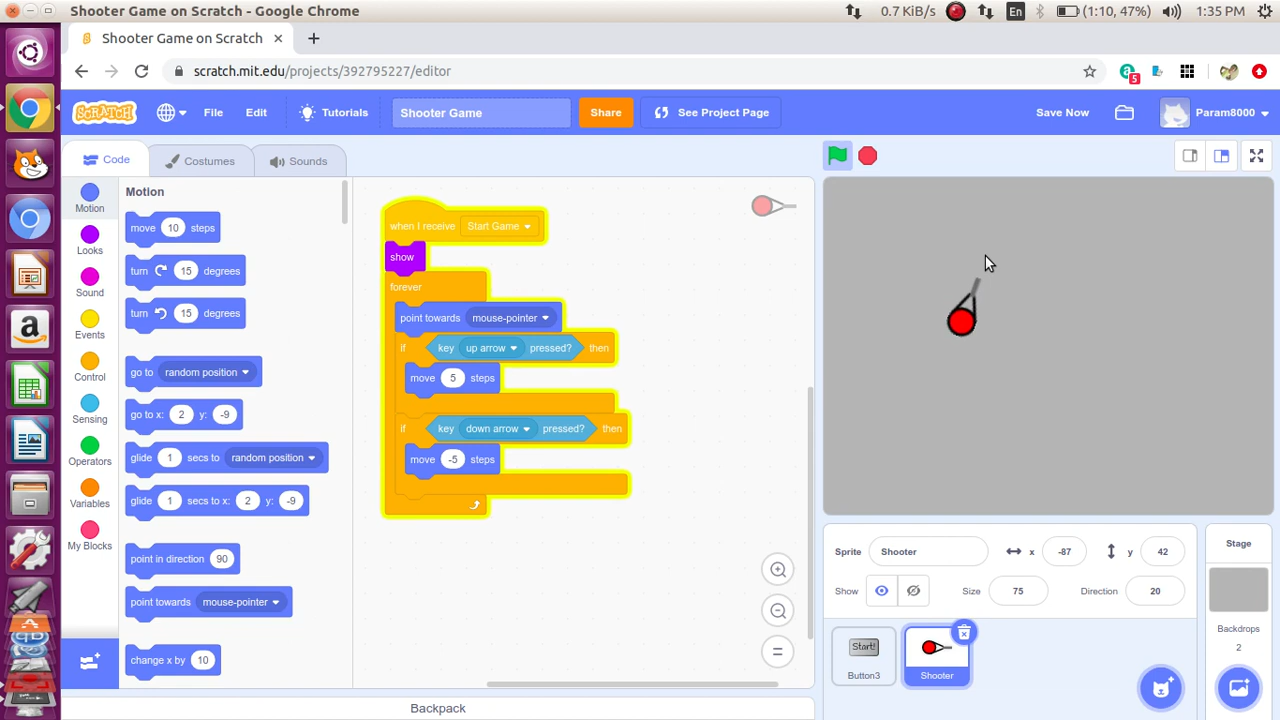 Shooter Game on Scratch - Google Chrome
0.7 KiB/s
En
(1:10, 47%)
1:35 PM
Shooter Game on Scratch
scratch.mit.edu/projects/392795227/editor
5
SCRATCH
File
Edit
Tutorials
Shooter Game
Share
See Project Page
Save Now
Param8000
Code
Costumes
Sounds
Motion
Looks
Sound
Events
Control
Sensing
Operators
Variables
My Blocks
Motion
move 10 steps
turn 15 degrees
turn 15 degrees
go to random position
go to x: 2 y: -9
glide 1 secs to random position
glide 1 secs to x: 2 y: -9
point in direction 90
point towards mouse-pointer
change x by 10
when I receive Start Game
show
forever
point towards mouse-pointer
if key up arrow pressed? then
move 5 steps
if key down arrow pressed? then
move -5 steps
Backpack
Sprite Shooter x -87 y 42
Show Size 75 Direction 20
Start!
Button3
Shooter
Stage
Backdrops
2